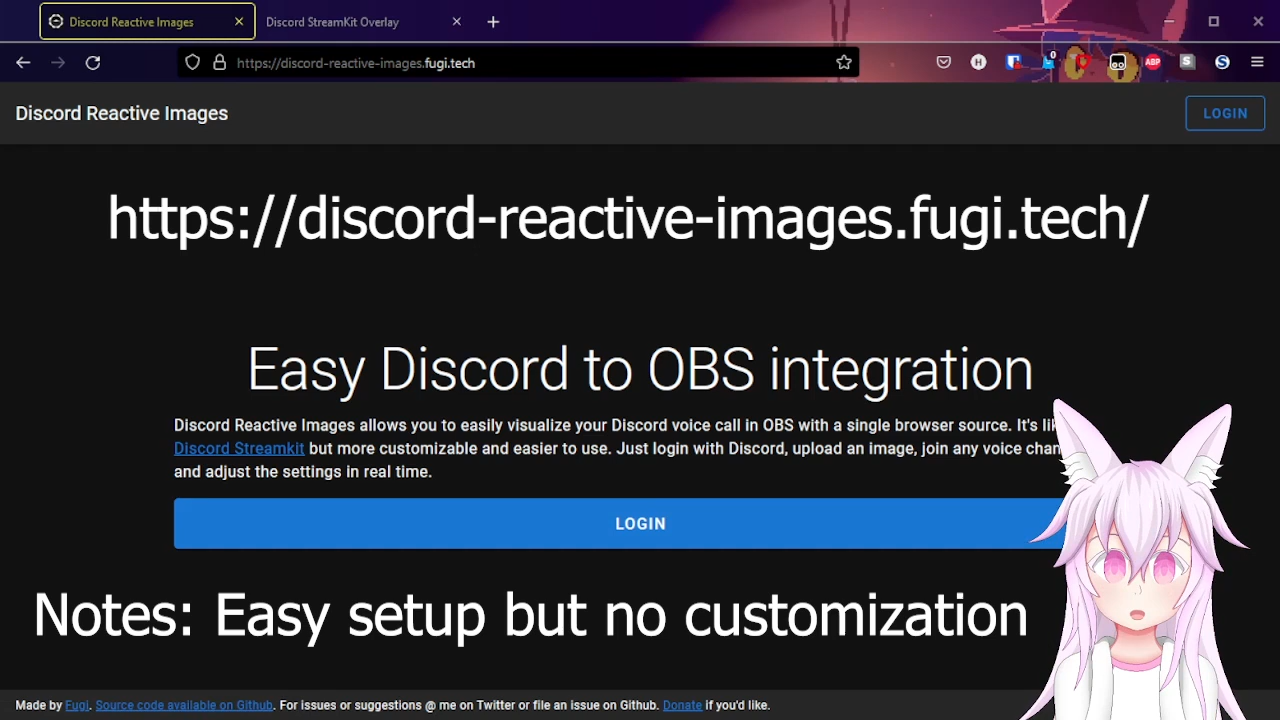 Discord Reactive Images
Discord StreamKit Overlay
https://discord-reactive-images.fugi.tech
H
0
ABP
S
S
Discord Reactive Images
LOGIN
https://discord-reactive-images.fugi.tech/
Easy Discord to OBS integration
Discord Reactive Images allows you to easily visualize your Discord voice call in OBS with a single browser source. It's
Discord Streamkit but more customizable and easier to use. Just login with Discord, upload an image, join any voice
and adjust the settings in real time.
LOGIN
Notes: Easy setup but no customization
Made by Fugi. Source code available on Github. For issues or suggestions @ me on Twitter or file an issue on Github. Donate if you'd like.